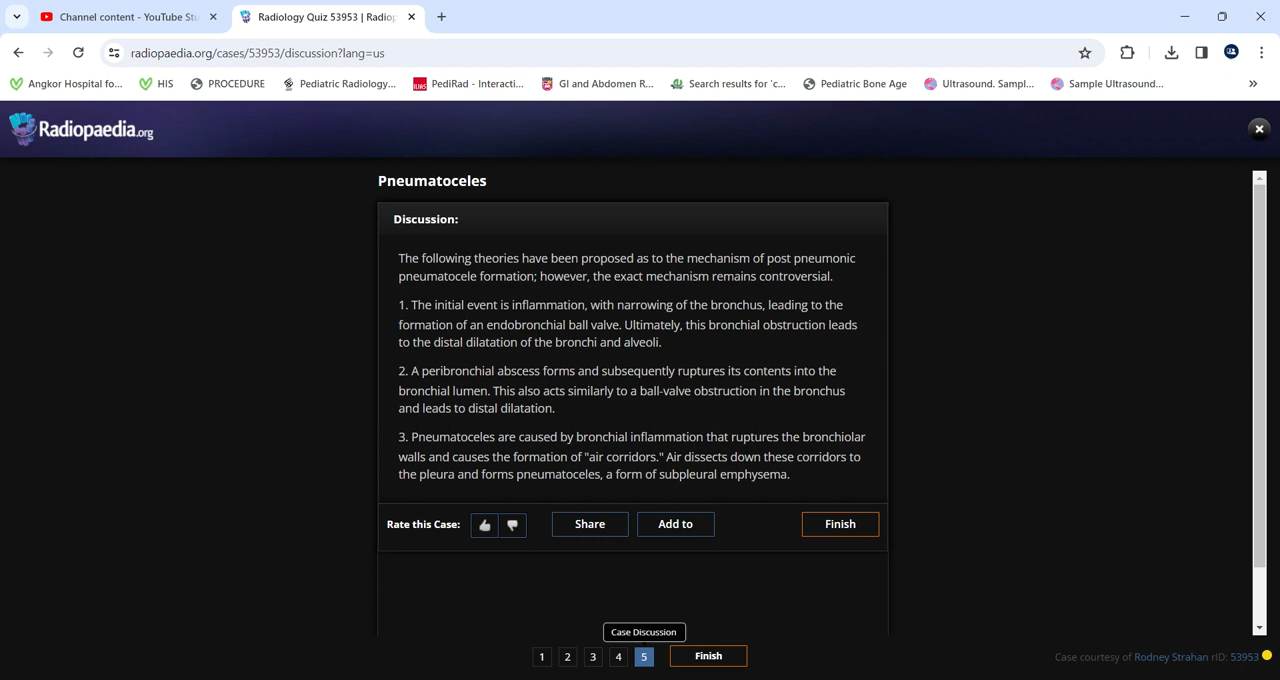 Channel content - YouTube Stu
Radiology Quiz 53953 | Radiop
radiopaedia.org/cases/53953/discussion?lang=us
Angkor Hospital fo...
HIS
PROCEDURE
Pediatric Radiology...
PediRad - Interacti...
GI and Abdomen R...
Search results for 'c...
Pediatric Bone Age
Ultrasound. Sampl...
Sample Ultrasound...
Radiopaedia.org
Pneumatoceles
Discussion:
The following theories have been proposed as to the mechanism of post pneumonic
pneumatocele formation; however, the exact mechanism remains controversial.
1. The initial event is inflammation, with narrowing of the bronchus, leading to the
formation of an endobronchial ball valve. Ultimately, this bronchial obstruction leads
to the distal dilatation of the bronchi and alveoli.
2. A peribronchial abscess forms and subsequently ruptures its contents into the
bronchial lumen. This also acts similarly to a ball-valve obstruction in the bronchus
and leads to distal dilatation.
3. Pneumatoceles are caused by bronchial inflammation that ruptures the bronchiolar
walls and causes the formation of "air corridors." Air dissects down these corridors to
the pleura and forms pneumatoceles, a form of subpleural emphysema.
Rate this Case:
Share
Add to
Finish
Case Discussion
1 2 3 4 5
Finish
Case courtesy of Rodney Strahan rID: 53953